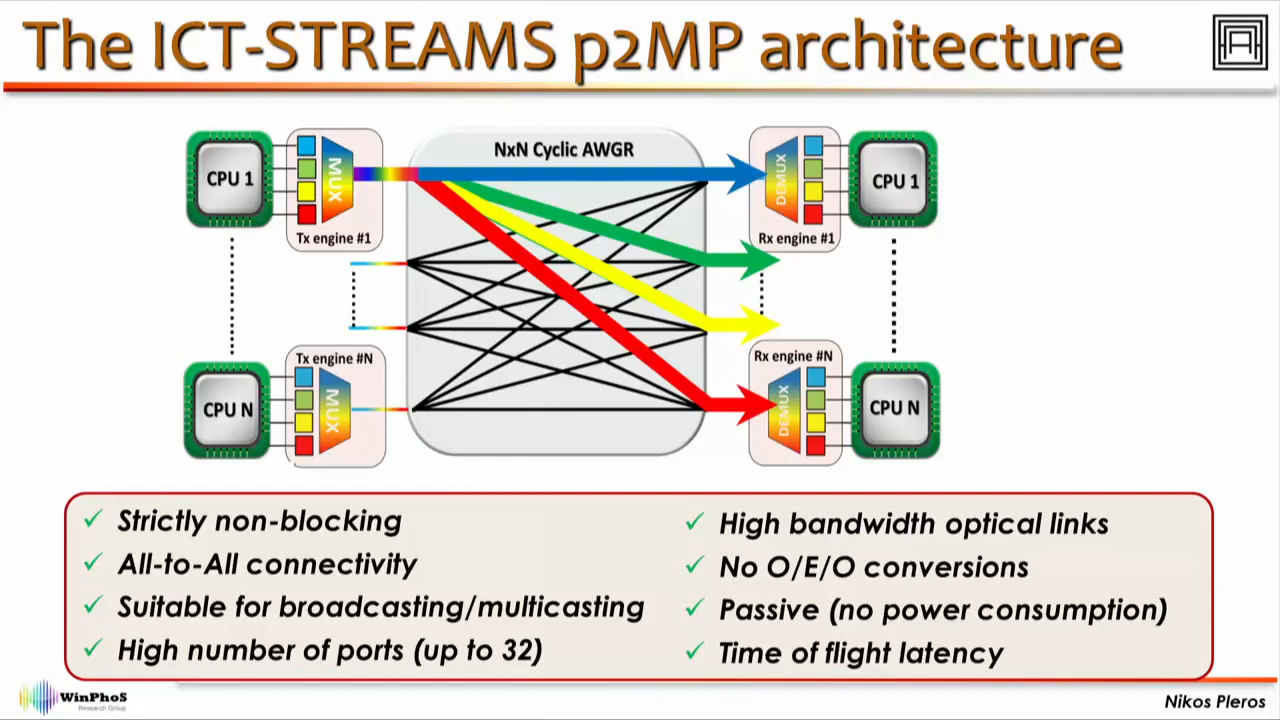 The ICT-STREAMS p2MP architecture
NxN Cyclic AWGR
CPU 1
MUX
Tx engine #1
DEMUX
Rx engine #1
CPU 1
Tx engine #N
CPU N
MUX
Rx engine #N
DEMUX
CPU N
✓ Strictly non-blocking
✓ All-to-All connectivity
✓ Suitable for broadcasting/multicasting
✓ High number of ports (up to 32)
✓ High bandwidth optical links
✓ No O/E/O conversions
✓ Passive (no power consumption)
✓ Time of flight latency
WinPhoS
Research Group
Nikos Pleros